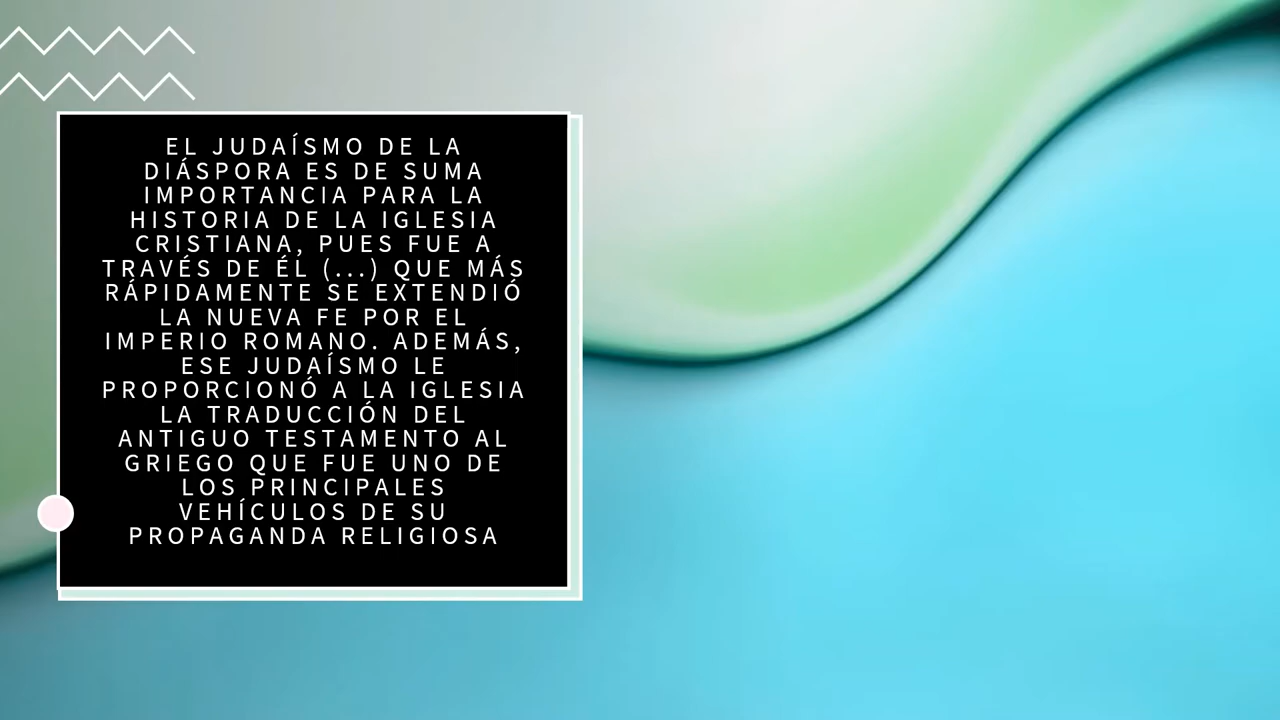 EL JUDAÍSMO DE LA
DIÁSPORA ES DE SUMA
IMPORTANCIA PARA LA
HISTORIA DE LA IGLESIA
CRISTIANA, PUES FUE A
TRAVÉS DE ÉL (...) QUE MÁS
RÁPIDAMENTE SE EXTENDIÓ
LA NUEVA FE POR EL
IMPERIO ROMANO. ADEMÁS,
ESE JUDAÍSMO LE
PROPORCIONÓ A LA IGLESIA
LA TRADUCCIÓN DEL
ANTIGUO TESTAMENTO AL
GRIEGO QUE FUE UNO DE
LOS PRINCIPALES
VEHÍCULOS DE SU
PROPAGANDA RELIGIOSA